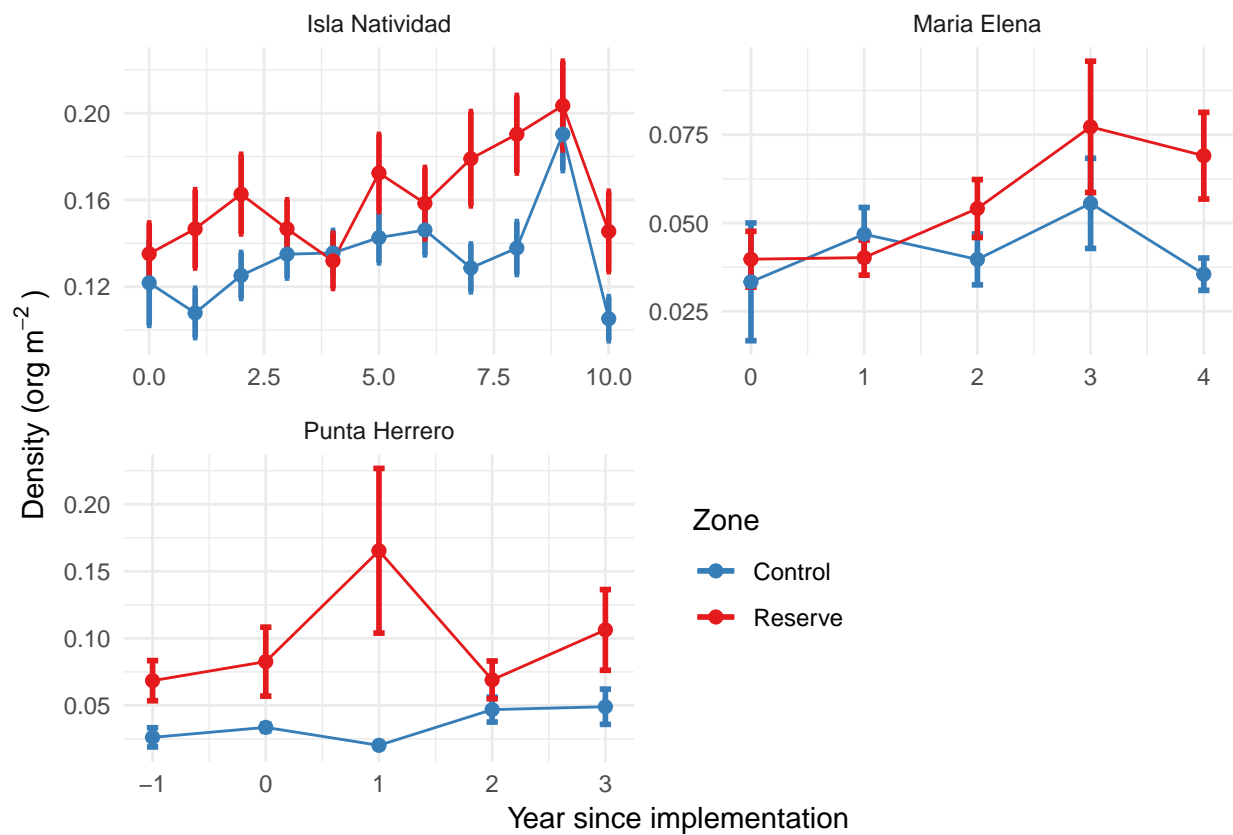 Isla Natividad
Maria Elena
0.20
0.16
0.12
0.0 2.5 5.0 7.5 10.0
0.075
0.050
0.025
0 1 2 3 4
Density (org m⁻² )
Punta Herrero
0.20
0.15
0.10
0.05
−1 0 1 2 3
Zone
Control
Reserve
Year since implementation